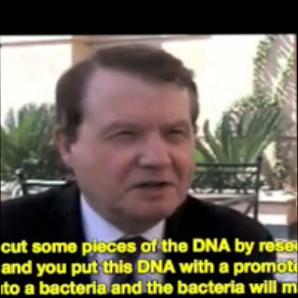 cut some pieces of the DNA by
and you put this DNA with a
a bacteria and the bacteria will